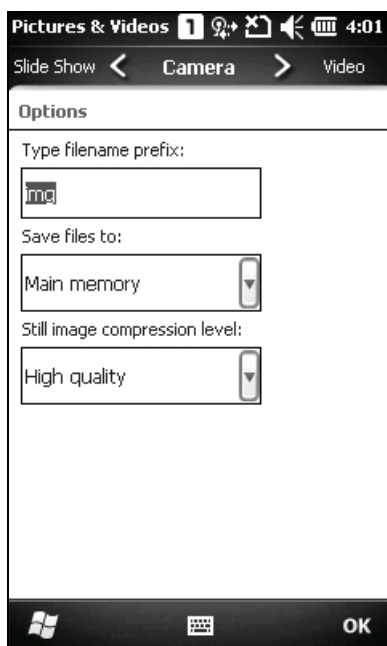 Pictures & Videos 1 4:01
Slide Show Camera Video
Options
Type filename prefix:
img
Save files to:
Main memory
Still image compression level:
High quality
OK